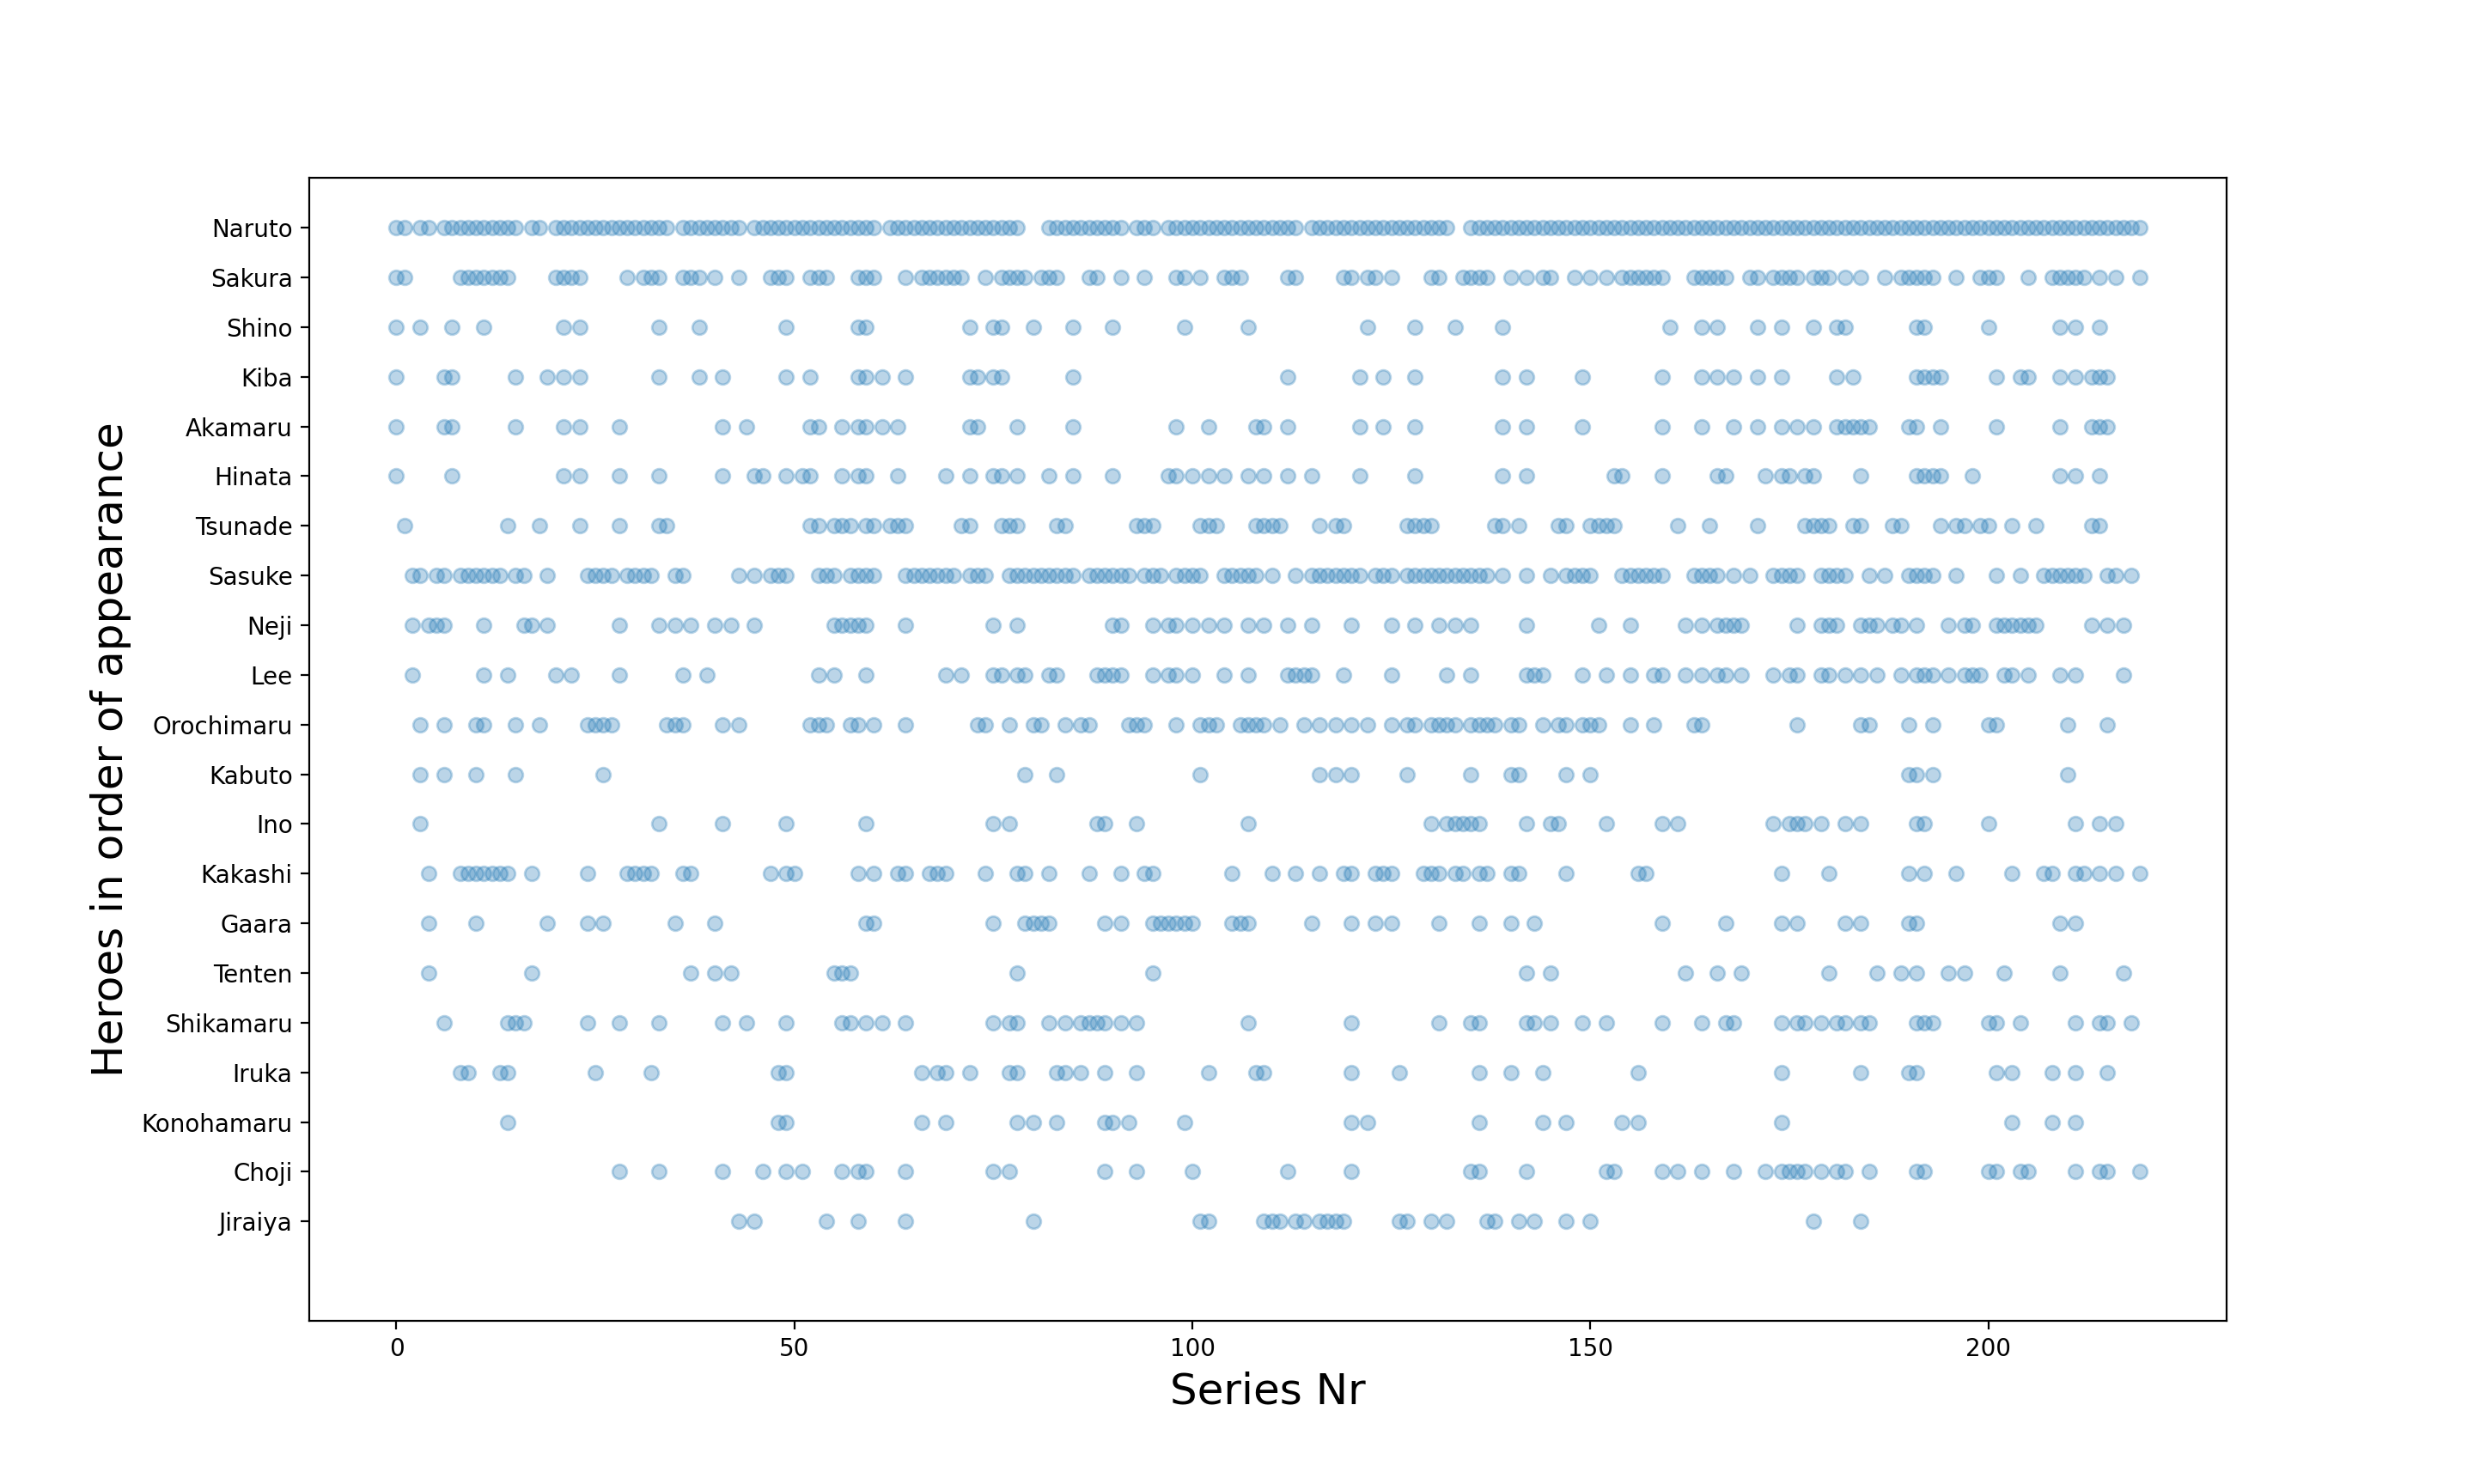 Heroes in order of appearance
Naruto
Sakura
Shino
Kiba
Akamaru
Hinata
Tsunade
Sasuke
Neji
Lee
Orochimaru
Kabuto
Ino
Kakashi
Gaara
Tenten
Shikamaru
Iruka
Konohamaru
Choji
Jiraiya
0 50 100 150 200
Series Nr